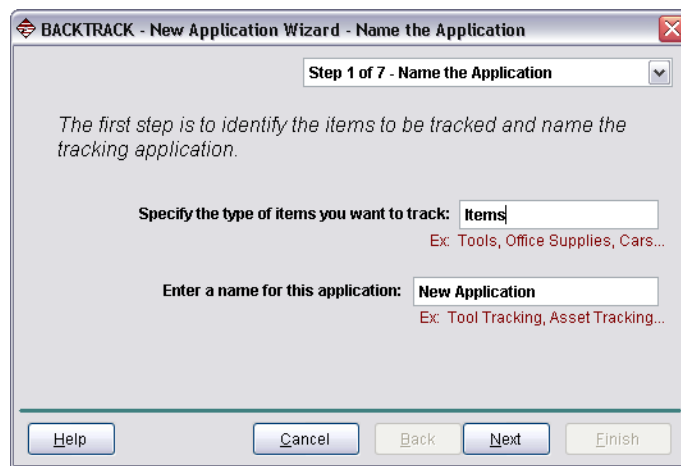 BACKTRACK - New Application Wizard - Name the Application
Step 1 of 7 - Name the Application
The first step is to identify the items to be tracked and name the
tracking application.
Specify the type of items you want to track: Items
Ex: Tools, Office Supplies, Cars...
Enter a name for this application: New Application
Ex: Tool Tracking, Asset Tracking...
Help Cancel Back Next Finish